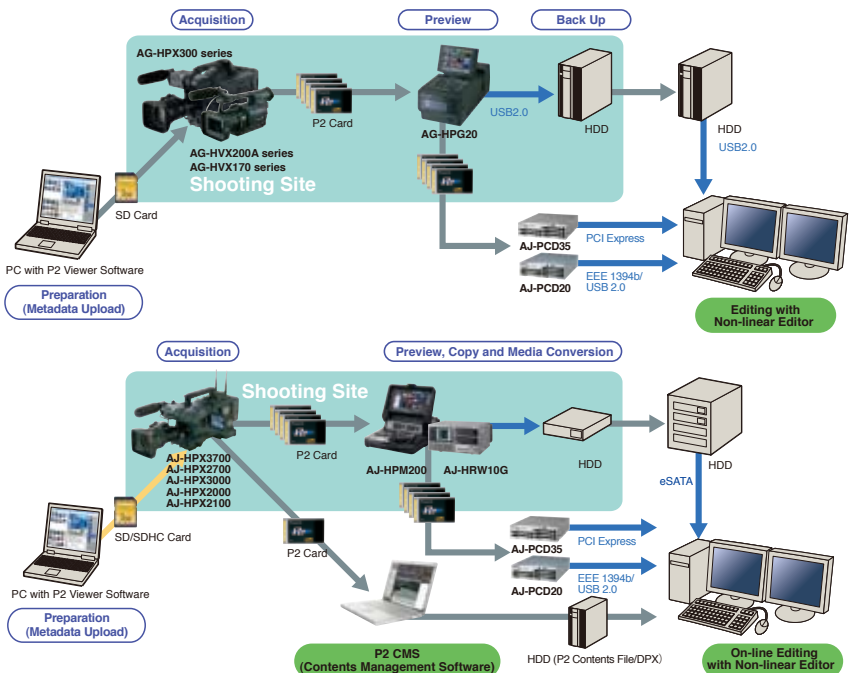 Acquisition
Preview
Back Up
AG-HPX300 series
P2 Card
USB2.0
AG-HPG20
HDD
HDD
USB2.0
AG-HVX200A series
AG-HVX170 series
Shooting Site
SD Card
PC with P2 Viewer Software
Preparation
(Metadata Upload)
AJ-PCD35
PCI Express
AJ-PCD20
EEE 1394b/
USB 2.0
Editing with
Non-linear Editor
Acquisition
Preview, Copy and Media Conversion
Shooting Site
P2 Card
AJ-HPM200
AJ-HRW10G
HDD
HDD
eSATA
AJ-HPX3700
AJ-HPX2700
AJ-HPX3000
AJ-HPX2000
AJ-HPX2100
SD/SDHC Card
P2 Card
PC with P2 Viewer Software
Preparation
(Metadata Upload)
AJ-PCD35
PCI Express
AJ-PCD20
EEE 1394b/
USB 2.0
P2 CMS
(Contents Management Software)
HDD (P2 Contents File/DPX)
On-line Editing
with Non-linear Editor